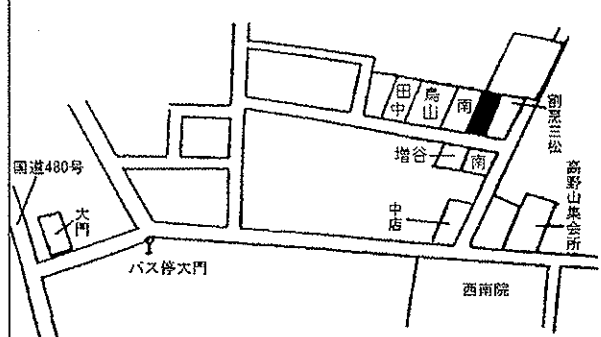 田中
鳥山
南
割烹三松
増谷
南
国道480号
大門
中店
高野山集会所
バス停大門
西南院